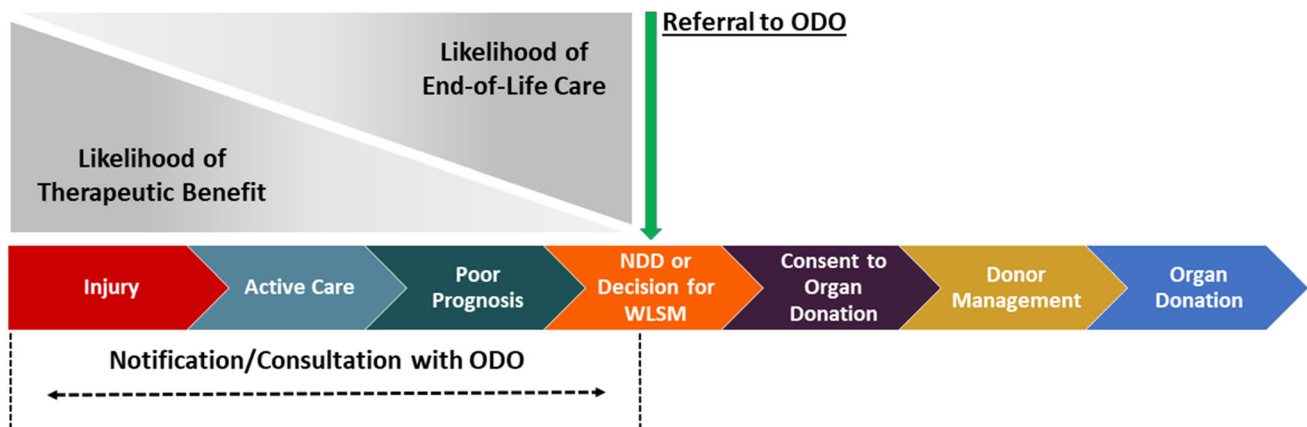 Referral to ODO
Likelihood of
End-of-Life Care
Likelihood of
Therapeutic Benefit
Injury
Active Care
Poor
Prognosis
NDD or
Decision for
WLSM
Consent to
Organ
Donation
Donor
Management
Organ
Donation
Notification/Consultation with ODO